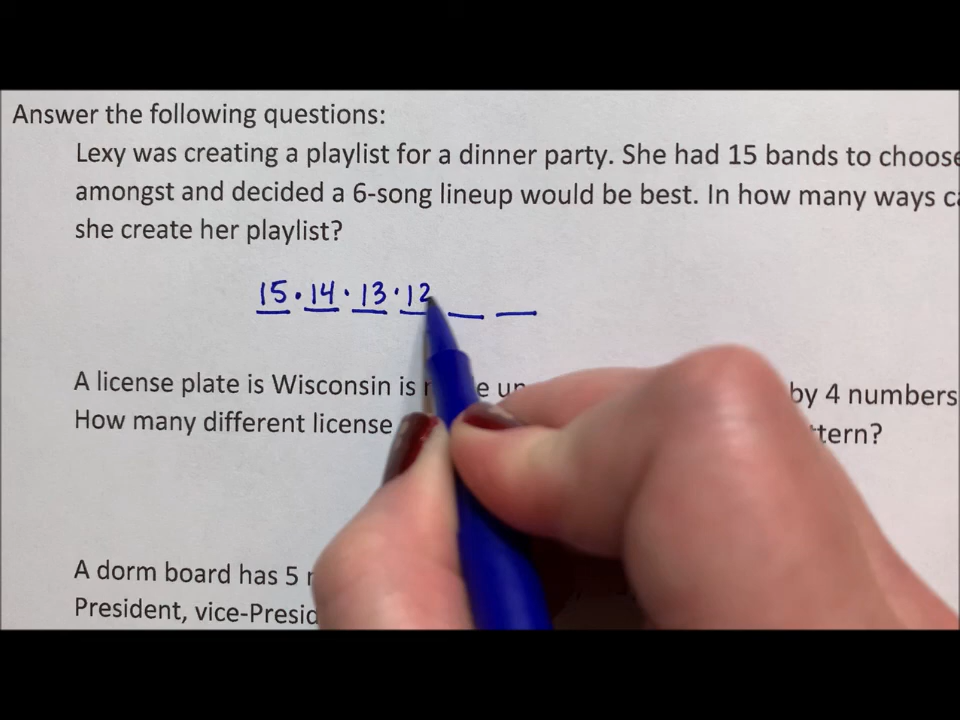 Answer the following questions:
Lexy was creating a playlist for a dinner party. She had 15 bands to choose
amongst and decided a 6-song lineup would be best. In how many ways
she create her playlist?
15 · 14 · 13 · 12
A license plate is Wisconsin is by 4 numbers
How many different license
A dorm board has 5
President,